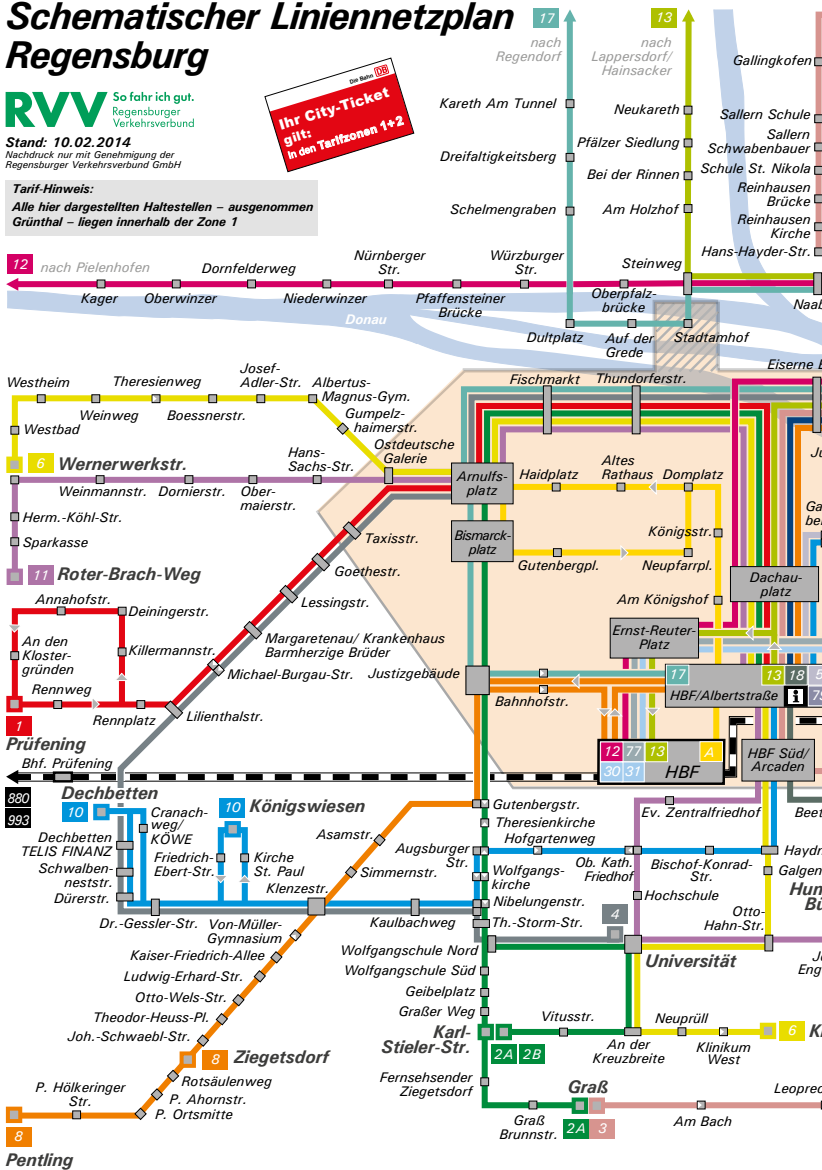 Schematischer Liniennetzplan
Regensburg
RVV
So fahr ich gut.
Regensburger
Verkehrsverbund
Stand: 10.02.2014
Nachdruck nur mit Genehmigung der
Regensburger Verkehrsverbund GmbH
Die Bahn DB
Ihr City-Ticket
gilt:
in den Tarifzonen 1+2
Tarif-Hinweis:
Alle hier dargestellten Haltestellen – ausgenommen
Grünthal – liegen innerhalb der Zone 1
17
nach
Regendorf
13
nach
Lappersdorf/
Hainsacker
Kareth Am Tunnel
Dreifaltigkeitsberg
Schelmengraben
Neukareth
Pfälzer Siedlung
Bei der Rinnen
Am Holzhof
Steinweg
Gallingkofen
Sallern Schule
Sallern
Schwabenbauer
Schule St. Nikola
Reinhausen
Brücke
Reinhausen
Kirche
Hans-Hayder-Str.
12
nach Pielenhofen
Kager
Oberwinzer
Dornfelderweg
Niederwinzer
Nürnberger
Str.
Pfaffensteiner
Brücke
Würzburger
Str.
Oberpfalz-
brücke
Naab
Donau
Dultplatz
Auf der
Grede
Stadtamhof
Eiserne B
Westheim
Weinweg
Theresienweg
Boessnerstr.
Josef-
Adler-Str.
Albertus-
Magnus-Gym.
Gumpelz-
haimerstr.
Ostdeutsche
Galerie
Westbad
6
Wernerwerkstr.
Weinmannstr.
Dornierstr.
Ober-
maierstr.
Hans-
Sachs-Str.
Herm.-Köhl-Str.
Sparkasse
11
Roter-Brach-Weg
Fischmarkt
Thundorferstr.
Arnulfs-
platz
Haidplatz
Altes
Rathaus
Domplatz
Bismarck-
platz
Königsstr.
Gutenbergpl.
Neupfarrpl.
Am Königshof
Ju
Ga
be
Dachau-
platz
Ernst-Reuter-
Platz
Taxisstr.
Goethestr.
Lessingstr.
Margaretenau/ Krankenhaus
Barmherzige Brüder
Michael-Burgau-Str.
Lilienthalstr.
Annahofstr.
Deiningerstr.
An den
Kloster-
gründen
Killermannstr.
Rennweg
Rennplatz
1
Prüfening
Justizgebäude
Bahnhofstr.
17
13
18
HBF/Albertstraße
i
12
77
13
A
30
31
HBF
HBF Süd/
Arcaden
Bhf. Prüfening
880
993
Dechbetten
10
Cranach-
weg/
KÖWE
Dechbetten
TELIS FINANZ
Schwalben-
neststr.
Dürerstr.
10
Königswiesen
Friedrich-
Ebert-Str.
Kirche
St. Paul
Klenzestr.
Asamstr.
Simmernstr.
Dr.-Gessler-Str.
Von-Müller-
Gymnasium
Kaulbachweg
Gutenbergstr.
Theresienkirche
Hofgartenweg
Augsburger
Str.
Wolfgangs-
kirche
Nibelungenstr.
Th.-Storm-Str.
Ob. Kath.
Friedhof
Ev. Zentralfriedhof
Bischof-Konrad-
Str.
Beet
Haydn
Galgen
Hun
Bü
Hochschule
Otto-
Hahn-Str.
4
Universität
Jo
Eng
Kaiser-Friedrich-Allee
Ludwig-Erhard-Str.
Otto-Wels-Str.
Theodor-Heuss-Pl.
Joh.-Schwaebl-Str.
8
Ziegetsdorf
Rotsäulenweg
P. Ahornstr.
P. Ortsmitte
P. Hölkeringer
Str.
8
Pentling
Wolfgangschule Nord
Wolfgangschule Süd
Geibelplatz
Graßer Weg
Karl-
Stieler-Str.
2A
2B
Vitusstr.
An der
Kreuzbreite
Neuprüll
Klinikum
West
6
Kl
Fernsehsender
Ziegetsdorf
Graß
Graß
Brunnstr.
2A
3
Am Bach
Leopred